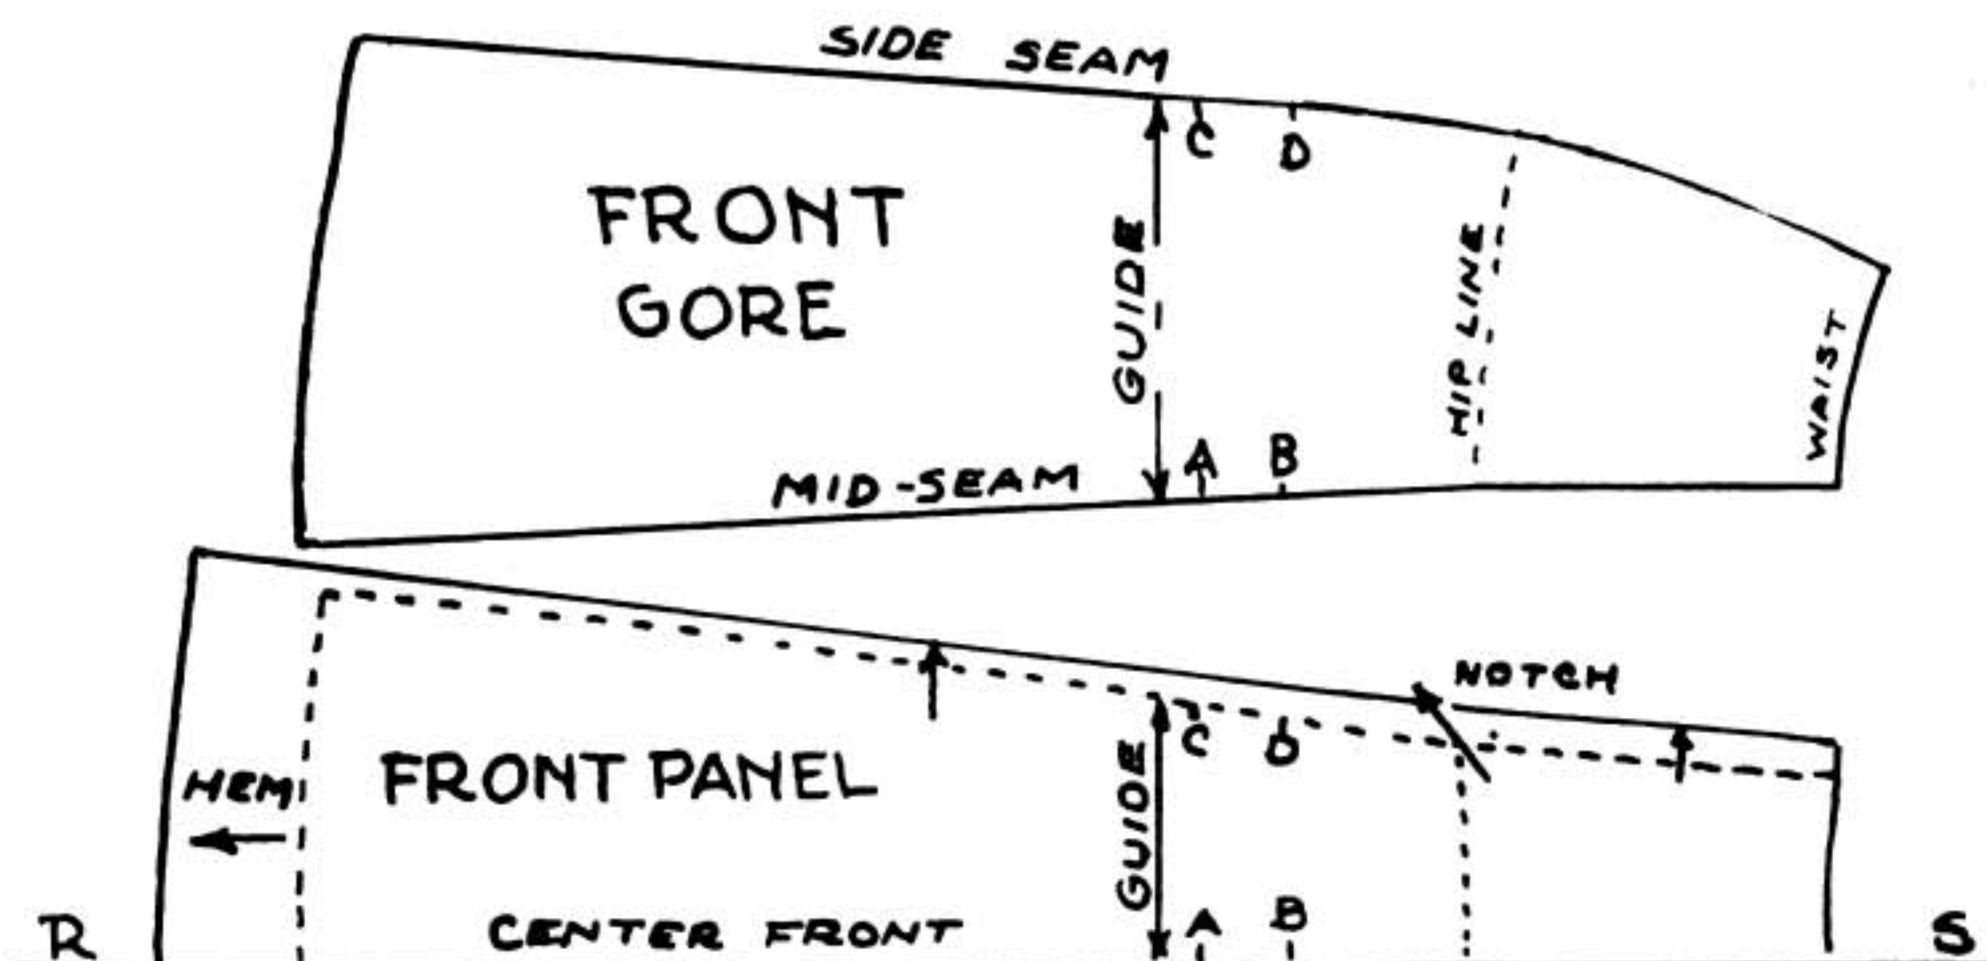 SIDE SEAM
C D
FRONT
GORE
GUIDE
HIP LINE
WAIST
A B
MID-SEAM
NOTCH
C D
HEM
FRONT PANEL
GUIDE
A B
R
CENTER FRONT
S